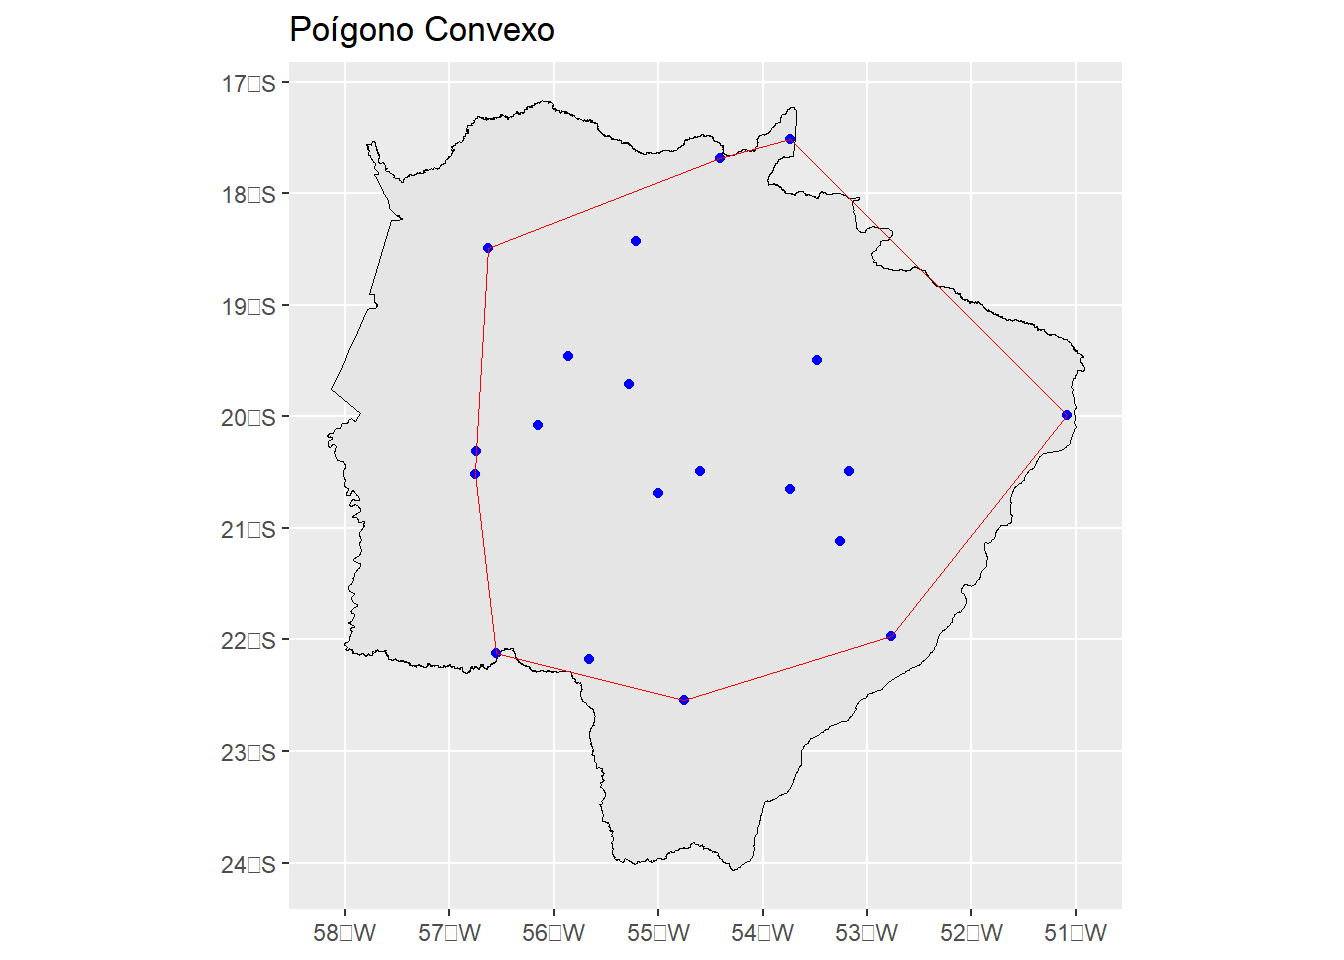 Poígono Convexo
17□S
18□S
19□S
20□S
21□S
22□S
23□S
24□S
58□W 57□W 56□W 55□W 54□W 53□W 52□W 51□W